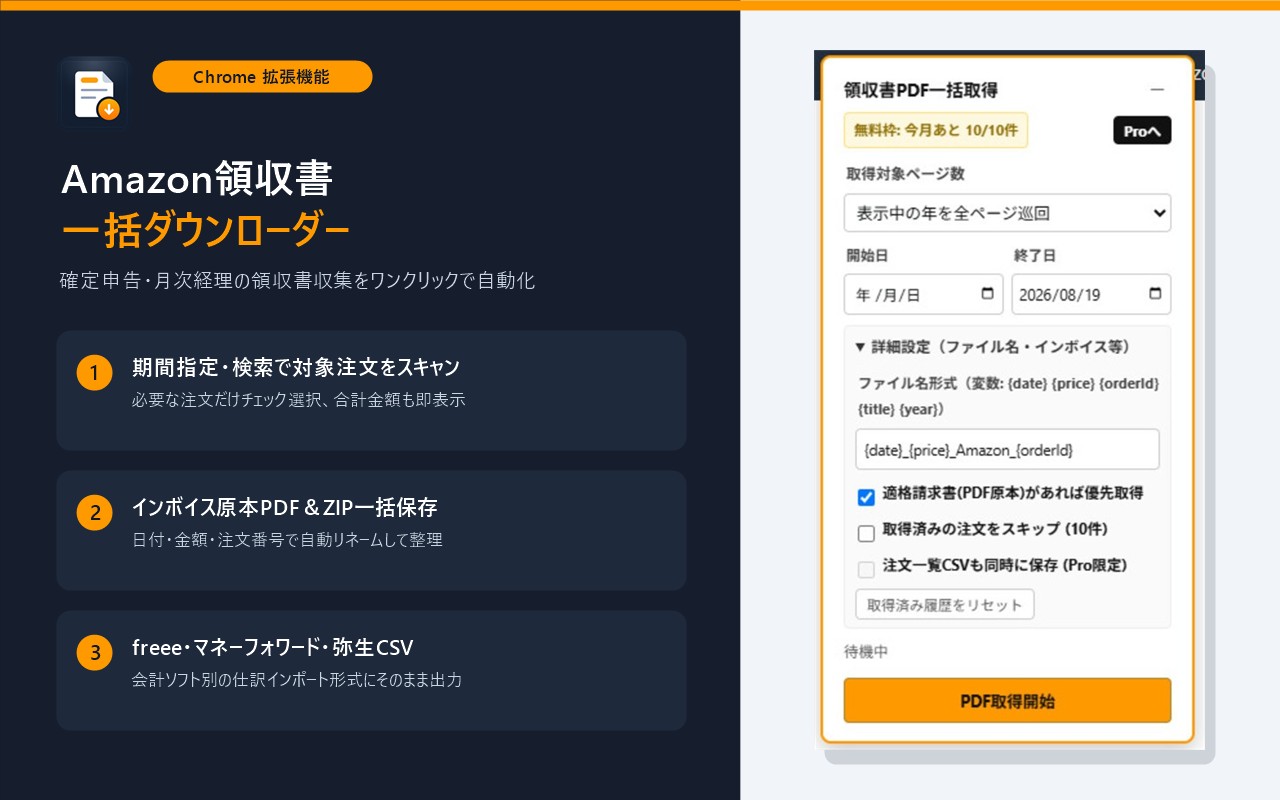 Chrome 拡張機能
Amazon領収書
一括ダウンローダー
確定申告・月次経理の領収書収集をワンクリックで自動化
1
期間指定・検索で対象注文をスキャン
必要な注文だけチェック選択、合計金額も即表示
2
インボイス原本PDF & ZIP一括保存
日付・金額・注文番号で自動リネームして整理
3
freee・マネーフォワード・弥生CSV
会計ソフト別の仕訳インポート形式にそのまま出力
領収書PDF一括取得
無料枠: 今月あと 10/10件
Proへ
取得対象ページ数
表示中の年を全ページ巡回
開始日 終了日
年 /月/日 2026/08/19
▼ 詳細設定（ファイル名・インボイス等）
ファイル名形式（変数: {date} {price} {orderId}
{title} {year}）
{date}_{price}_Amazon_{orderId}
適格請求書(PDF原本)があれば優先取得
取得済みの注文をスキップ (10件)
注文一覧CSVも同時に保存 (Pro限定)
取得済み履歴をリセット
待機中
PDF取得開始